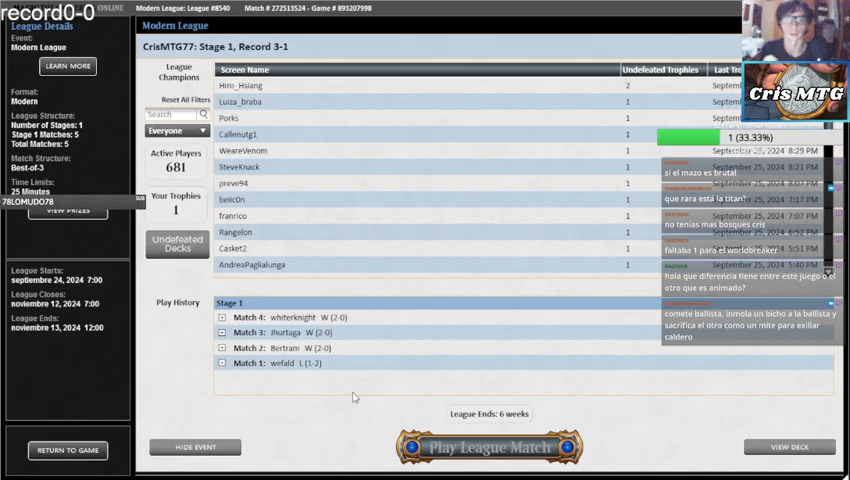 record0-0
ONLINE
Modern League: League #8540
Match # 272513524 - Game # 893207998
League Details
Event:
Modern League
LEARN MORE
Format:
Modern
League Structure:
Number of Stages: 1
Stage 1 Matches: 5
Total Matches: 5
Match Structure:
Best-of-3
Time Limits:
25 Minutes
78LOMUDO78
VIEW PRIZES
League Starts:
septiembre 24, 2024 7:00
League Closes:
noviembre 12, 2024 7:00
League Ends:
noviembre 13, 2024 12:00
RETURN TO GAME
Modern League
CrisMTG77: Stage 1, Record 3-1
League
Champions
Reset All Filters
Search
Everyone
Active Players
681
Your Trophies
1
Undefeated
Decks
Screen Name Undefeated Trophies Last
Hiro_Hsiang 2
Luiza_braba 1
Porks 1
Callenutg1 1
WeareVenom 1 September 25, 2024 8:29 PM
SteveKnack 1 September 25, 2024 8:21 PM
preve94 1 September 25, 2024 8:07 PM
beiic0n 1 September 25, 2024 7:17 PM
franrico 1 September 25, 2024 7:07 PM
Rangelon 1 September 25, 2024 6:52 PM
Casket2 1 September 25, 2024 5:51 PM
AndreaPaglialunga 1 September 25, 2024 5:40 PM
Play History
Stage 1
Match 4: whiterknight W (2-0)
Match 3: Jhurtaga W (2-0)
Match 2: Bertram W (2-0)
Match 1: wefald L (1-2)
League Ends: 6 weeks
HIDE EVENT
Play League Match
VIEW DECK
Cris MTG
1 (33.33%)
si el mazo es brutal
que rara está la titan?
no tenias mas bosques cris
faltaba 1 para el worldbreaker
hola que diferencia tiene entre este juego o el
otro que es animado?
comete ballista, inmola un bicho a la ballista y
sacrifica el otro como un mite para exiliar
caldero